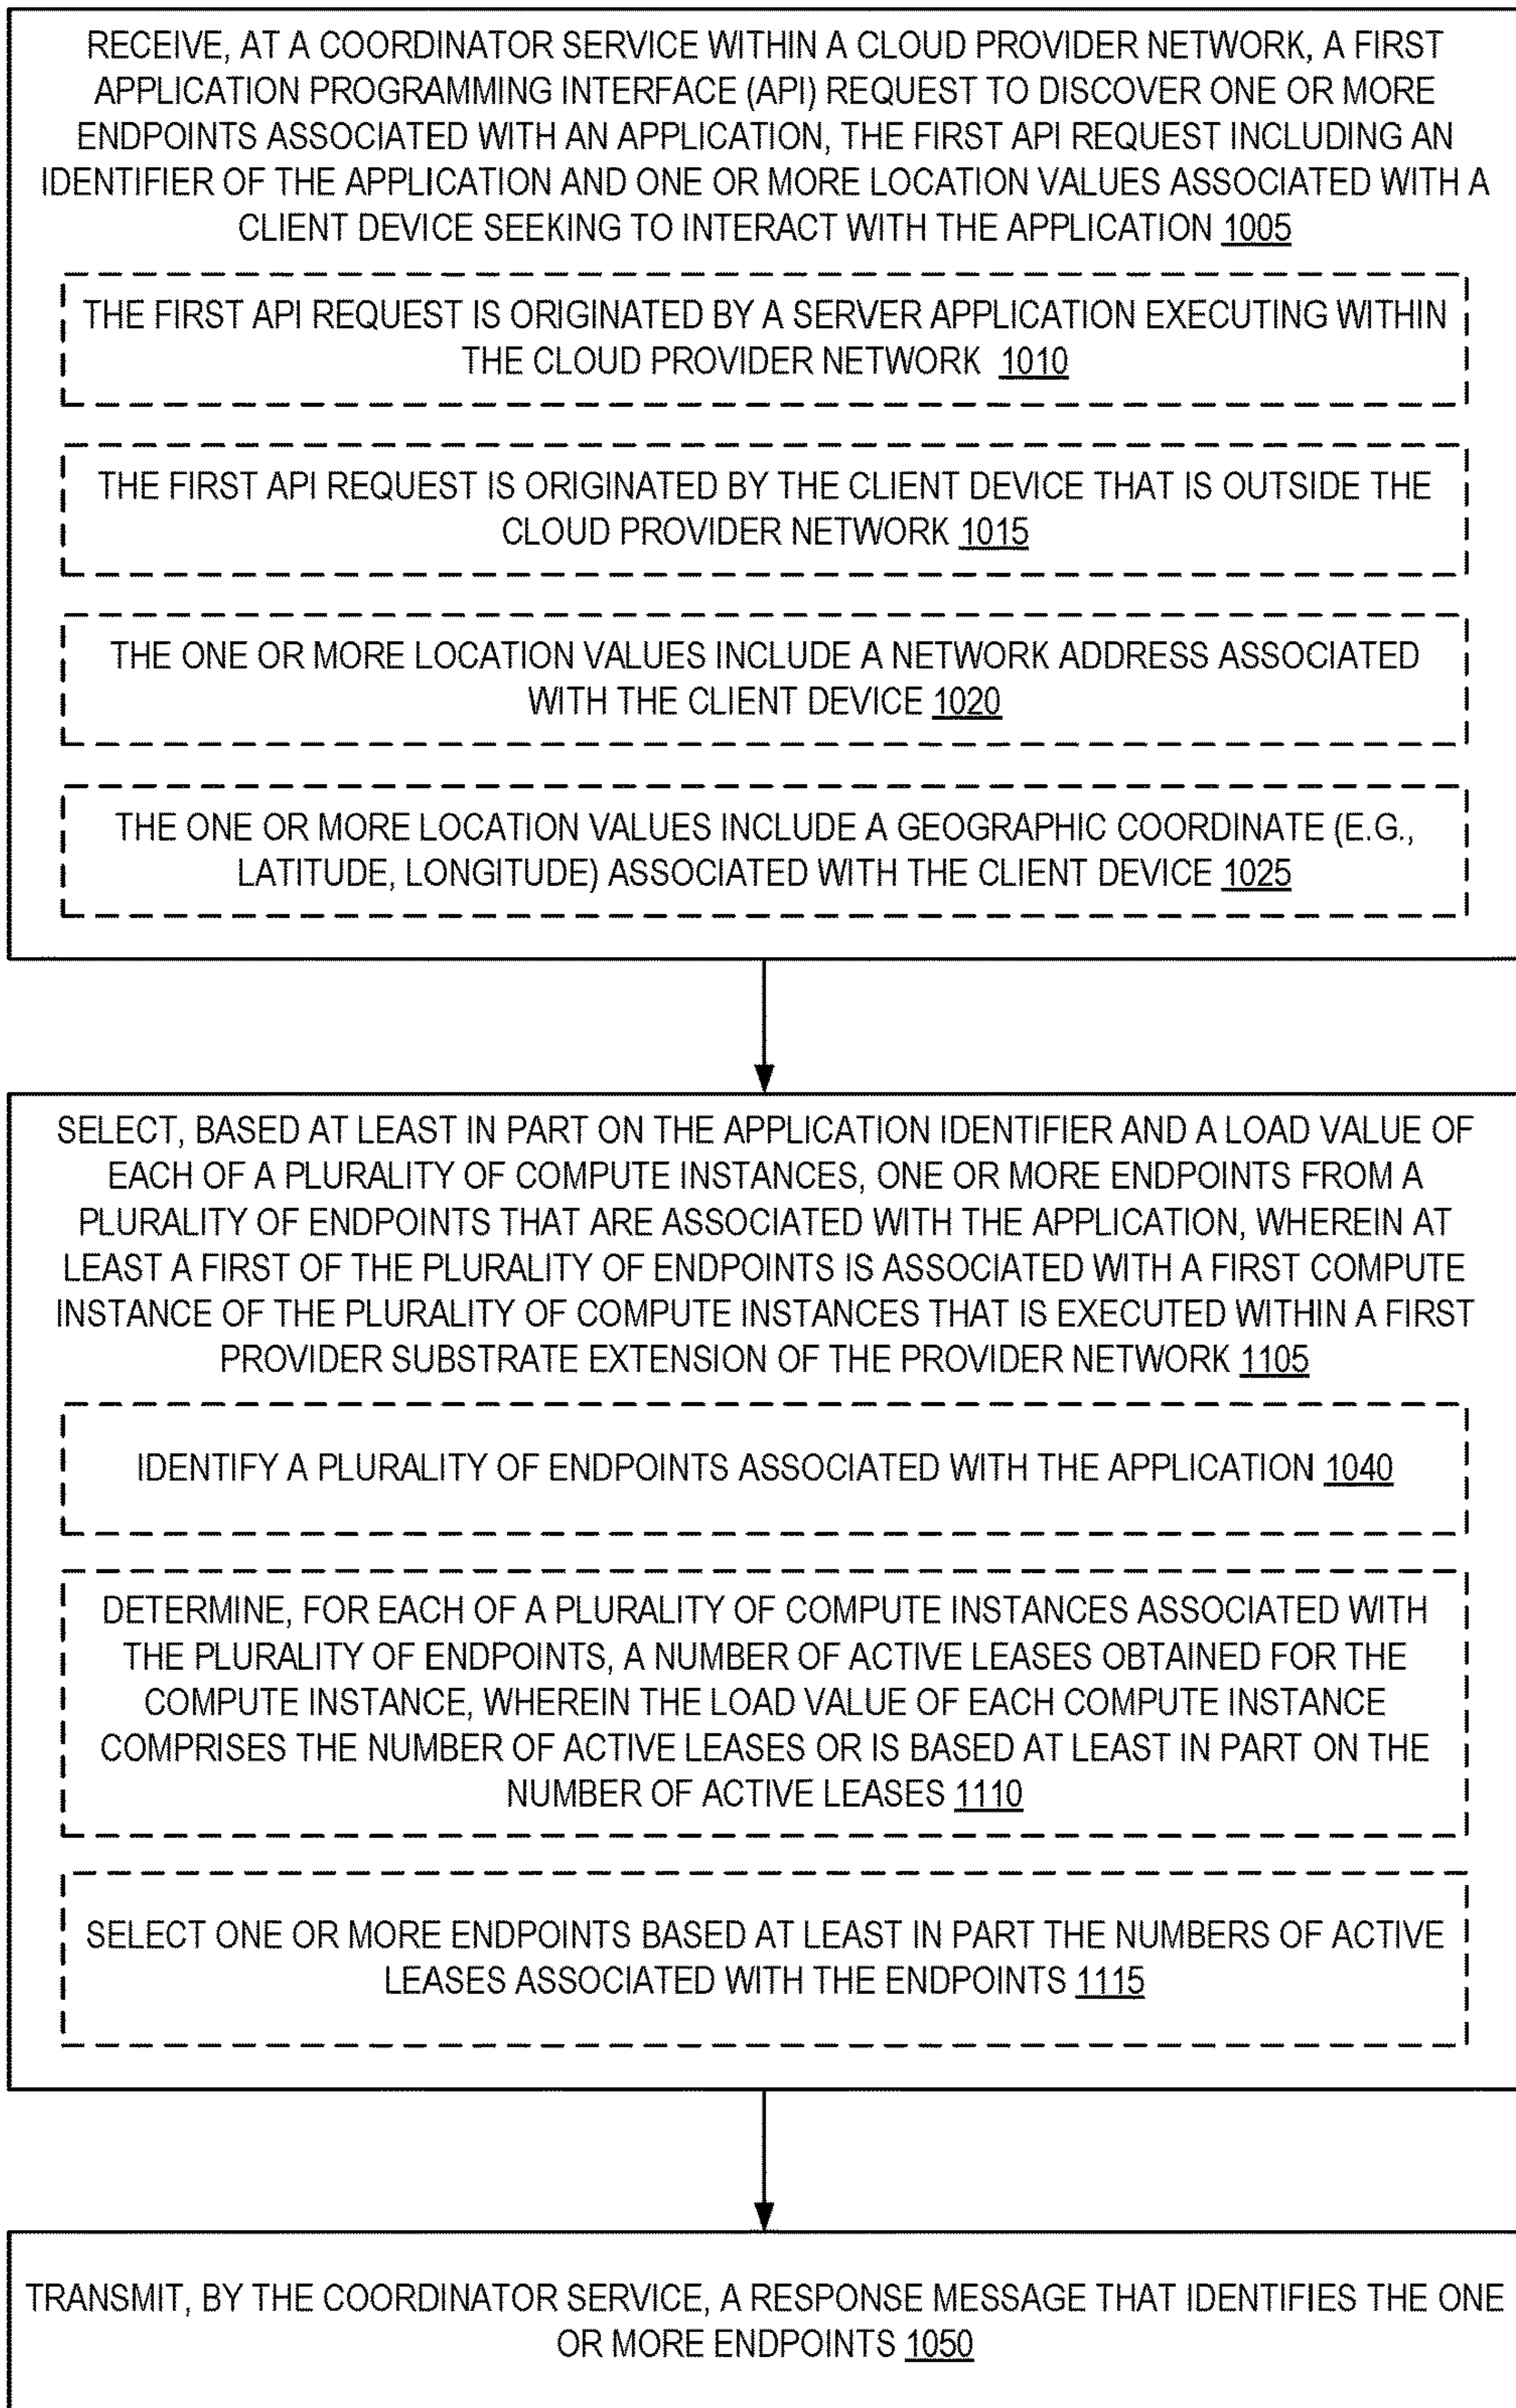 RECEIVE, AT A COORDINATOR SERVICE WITHIN A CLOUD PROVIDER NETWORK, A FIRST
APPLICATION PROGRAMMING INTERFACE (API) REQUEST TO DISCOVER ONE OR MORE
ENDPOINTS ASSOCIATED WITH AN APPLICATION, THE FIRST API REQUEST INCLUDING AN
IDENTIFIER OF THE APPLICATION AND ONE OR MORE LOCATION VALUES ASSOCIATED WITH A
CLIENT DEVICE SEEKING TO INTERACT WITH THE APPLICATION 1005
THE FIRST API REQUEST IS ORIGINATED BY A SERVER APPLICATION EXECUTING WITHIN
THE CLOUD PROVIDER NETWORK 1010
THE FIRST API REQUEST IS ORIGINATED BY THE CLIENT DEVICE THAT IS OUTSIDE THE
CLOUD PROVIDER NETWORK 1015
THE ONE OR MORE LOCATION VALUES INCLUDE A NETWORK ADDRESS ASSOCIATED
WITH THE CLIENT DEVICE 1020
THE ONE OR MORE LOCATION VALUES INCLUDE A GEOGRAPHIC COORDINATE (E.G.,
LATITUDE, LONGITUDE) ASSOCIATED WITH THE CLIENT DEVICE 1025
SELECT, BASED AT LEAST IN PART ON THE APPLICATION IDENTIFIER AND A LOAD VALUE OF
EACH OF A PLURALITY OF COMPUTE INSTANCES, ONE OR MORE ENDPOINTS FROM A
PLURALITY OF ENDPOINTS THAT ARE ASSOCIATED WITH THE APPLICATION, WHEREIN AT
LEAST A FIRST OF THE PLURALITY OF ENDPOINTS IS ASSOCIATED WITH A FIRST COMPUTE
INSTANCE OF THE PLURALITY OF COMPUTE INSTANCES THAT IS EXECUTED WITHIN A FIRST
PROVIDER SUBSTRATE EXTENSION OF THE PROVIDER NETWORK 1105
IDENTIFY A PLURALITY OF ENDPOINTS ASSOCIATED WITH THE APPLICATION 1040
DETERMINE, FOR EACH OF A PLURALITY OF COMPUTE INSTANCES ASSOCIATED WITH
THE PLURALITY OF ENDPOINTS, A NUMBER OF ACTIVE LEASES OBTAINED FOR THE
COMPUTE INSTANCE, WHEREIN THE LOAD VALUE OF EACH COMPUTE INSTANCE
COMPRISES THE NUMBER OF ACTIVE LEASES OR IS BASED AT LEAST IN PART ON THE
NUMBER OF ACTIVE LEASES 1110
SELECT ONE OR MORE ENDPOINTS BASED AT LEAST IN PART THE NUMBERS OF ACTIVE
LEASES ASSOCIATED WITH THE ENDPOINTS 1115
TRANSMIT, BY THE COORDINATOR SERVICE, A RESPONSE MESSAGE THAT IDENTIFIES THE ONE
OR MORE ENDPOINTS 1050